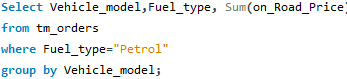 Select Vehicle_model,Fuel_type, Sum(on_Road_Price)
from tm_orders
where Fuel_type="Petrol"
group by Vehicle_model;